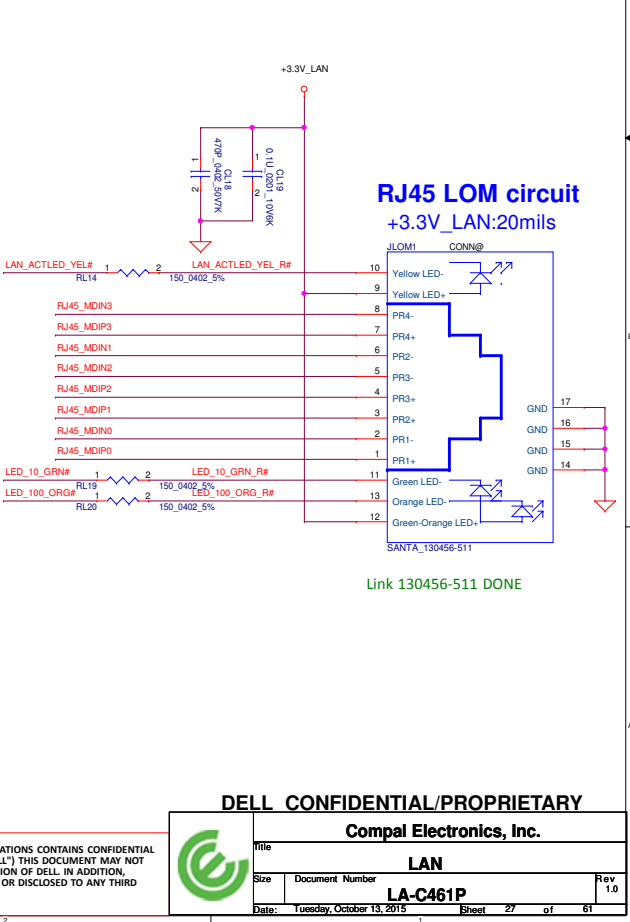 +3.3V_LAN
CL18
470P_0402_50V7K
CL19
0.1U_0201_10V6K
1
2
1
2
RJ45 LOM circuit
+3.3V_LAN:20mils
JLOM1 CONN@
LAN_ACTLED_YEL# 1 2 LAN_ACTLED_YEL_R# 10 Yellow LED-
RL14 150_0402_5%
9 Yellow LED+
RJ45_MDIN3 8 PR4-
RJ45_MDIP3 7 PR4+
RJ45_MDIN1 6 PR2-
RJ45_MDIN2 5 PR3-
RJ45_MDIP2 4 PR3+
RJ45_MDIP1 3 PR2+
RJ45_MDIN0 2 PR1-
RJ45_MDIP0 1 PR1+
GND 17
GND 16
GND 15
GND 14
LED_10_GRN# 1 2 LED_10_GRN_R# 11 Green LED-
RL19 150_0402_5%
LED_100_ORG# 1 2 LED_100_ORG_R# 13 Orange LED-
RL20 150_0402_5%
12 Green-Orange LED+
SANTA_130456-511
Link 130456-511 DONE
DELL CONFIDENTIAL/PROPRIETARY
ATIONS CONTAINS CONFIDENTIAL
LL") THIS DOCUMENT MAY NOT
ION OF DELL. IN ADDITION,
OR DISCLOSED TO ANY THIRD
Compal Electronics, Inc.
Title
LAN
Size Document Number Rev
LA-C461P 1.0
Date: Tuesday, October 13, 2015 Sheet 27 of 61
2 1